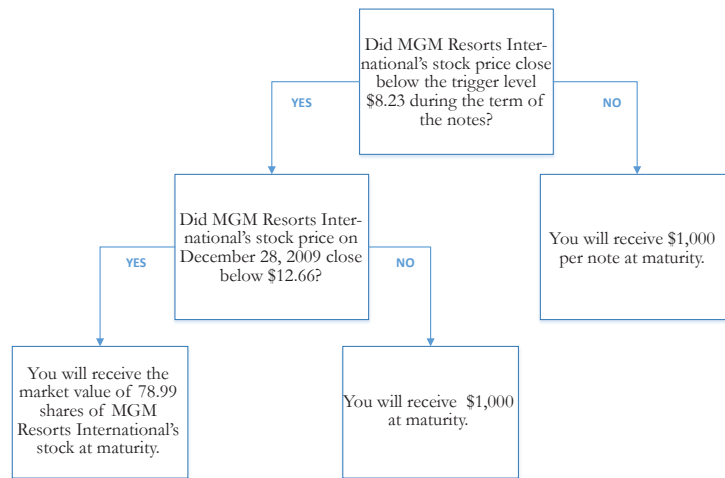 Did MGM Resorts Inter-
national's stock price close
below the trigger level
$8.23 during the term of
the notes?
YES
NO
Did MGM Resorts Inter-
national's stock price on
December 28, 2009 close
below $12.66?
You will receive $1,000
per note at maturity.
YES
NO
You will receive the
market value of 78.99
shares of MGM
Resorts International's
stock at maturity.
You will receive $1,000
at maturity.